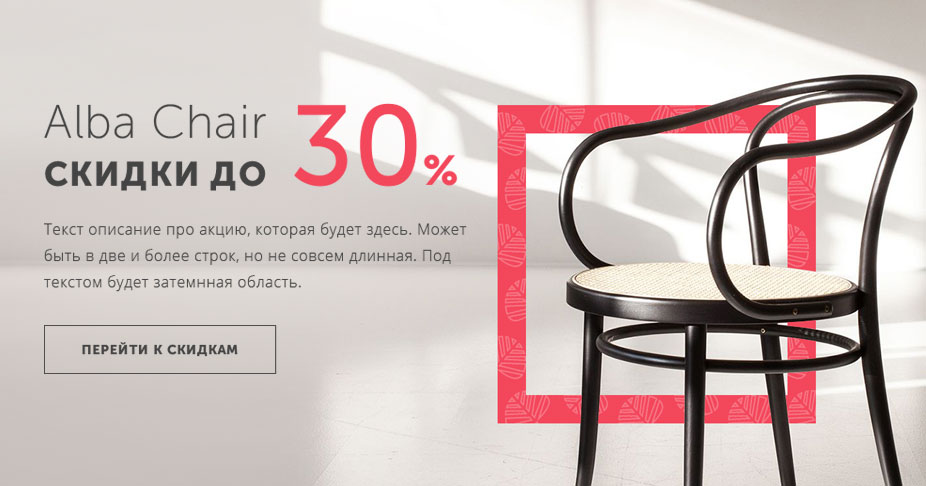 Alba Chair
скидки до 30%
Текст описание про акцию, которая будет здесь. Может
быть в две и более строк, но не совсем длинная. Под
текстом будет затемнная область.
ПЕРЕЙТИ К СКИДКАМ